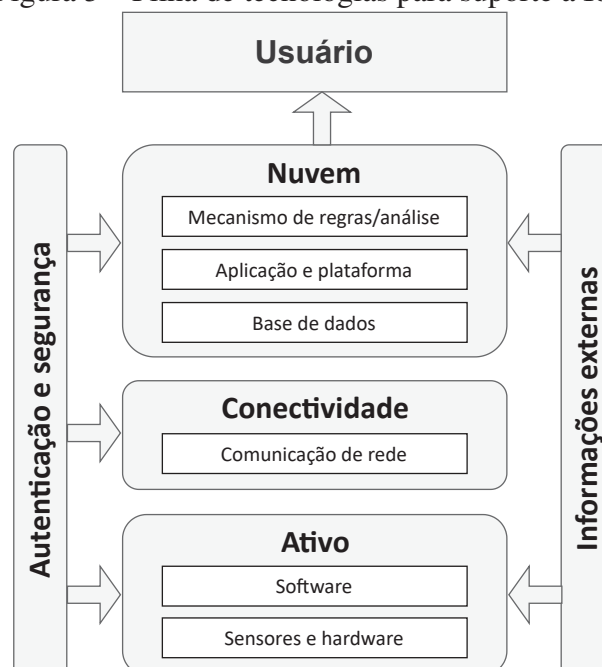 Usuário
Nuvem
Mecanismo de regras/análise
Aplicação e plataforma
Base de dados
Conectividade
Comunicação de rede
Ativo
Software
Sensores e hardware
Autenticação e segurança
Informações externas